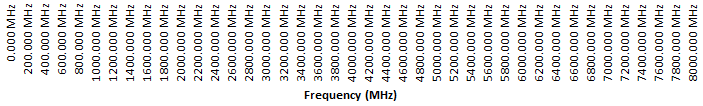 0.000 MHz
200.000 MHz
400.000 MHz
600.000 MHz
800.000 MHz
1000.000 MHz
1200.000 MHz
1400.000 MHz
1600.000 MHz
1800.000 MHz
2000.000 MHz
2200.000 MHz
2400.000 MHz
2600.000 MHz
2800.000 MHz
3000.000 MHz
3200.000 MHz
3400.000 MHz
3600.000 MHz
3800.000 MHz
4000.000 MHz
4200.000 MHz
4400.000 MHz
4600.000 MHz
4800.000 MHz
5000.000 MHz
5200.000 MHz
5400.000 MHz
5600.000 MHz
5800.000 MHz
6000.000 MHz
6200.000 MHz
6400.000 MHz
6600.000 MHz
6800.000 MHz
7000.000 MHz
7200.000 MHz
7400.000 MHz
7600.000 MHz
7800.000 MHz
8000.000 MHz
Frequency (MHz)